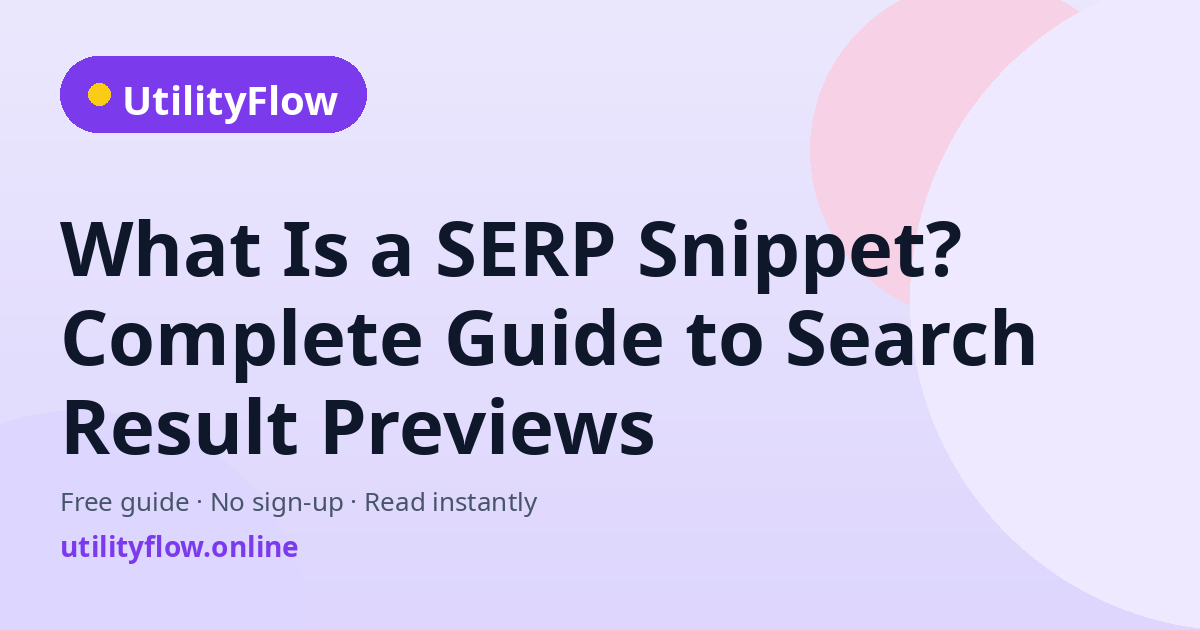 UtilityFlow
What Is a SERP Snippet?
Complete Guide to Search
Result Previews
Free guide · No sign-up · Read instantly
utilityflow.online